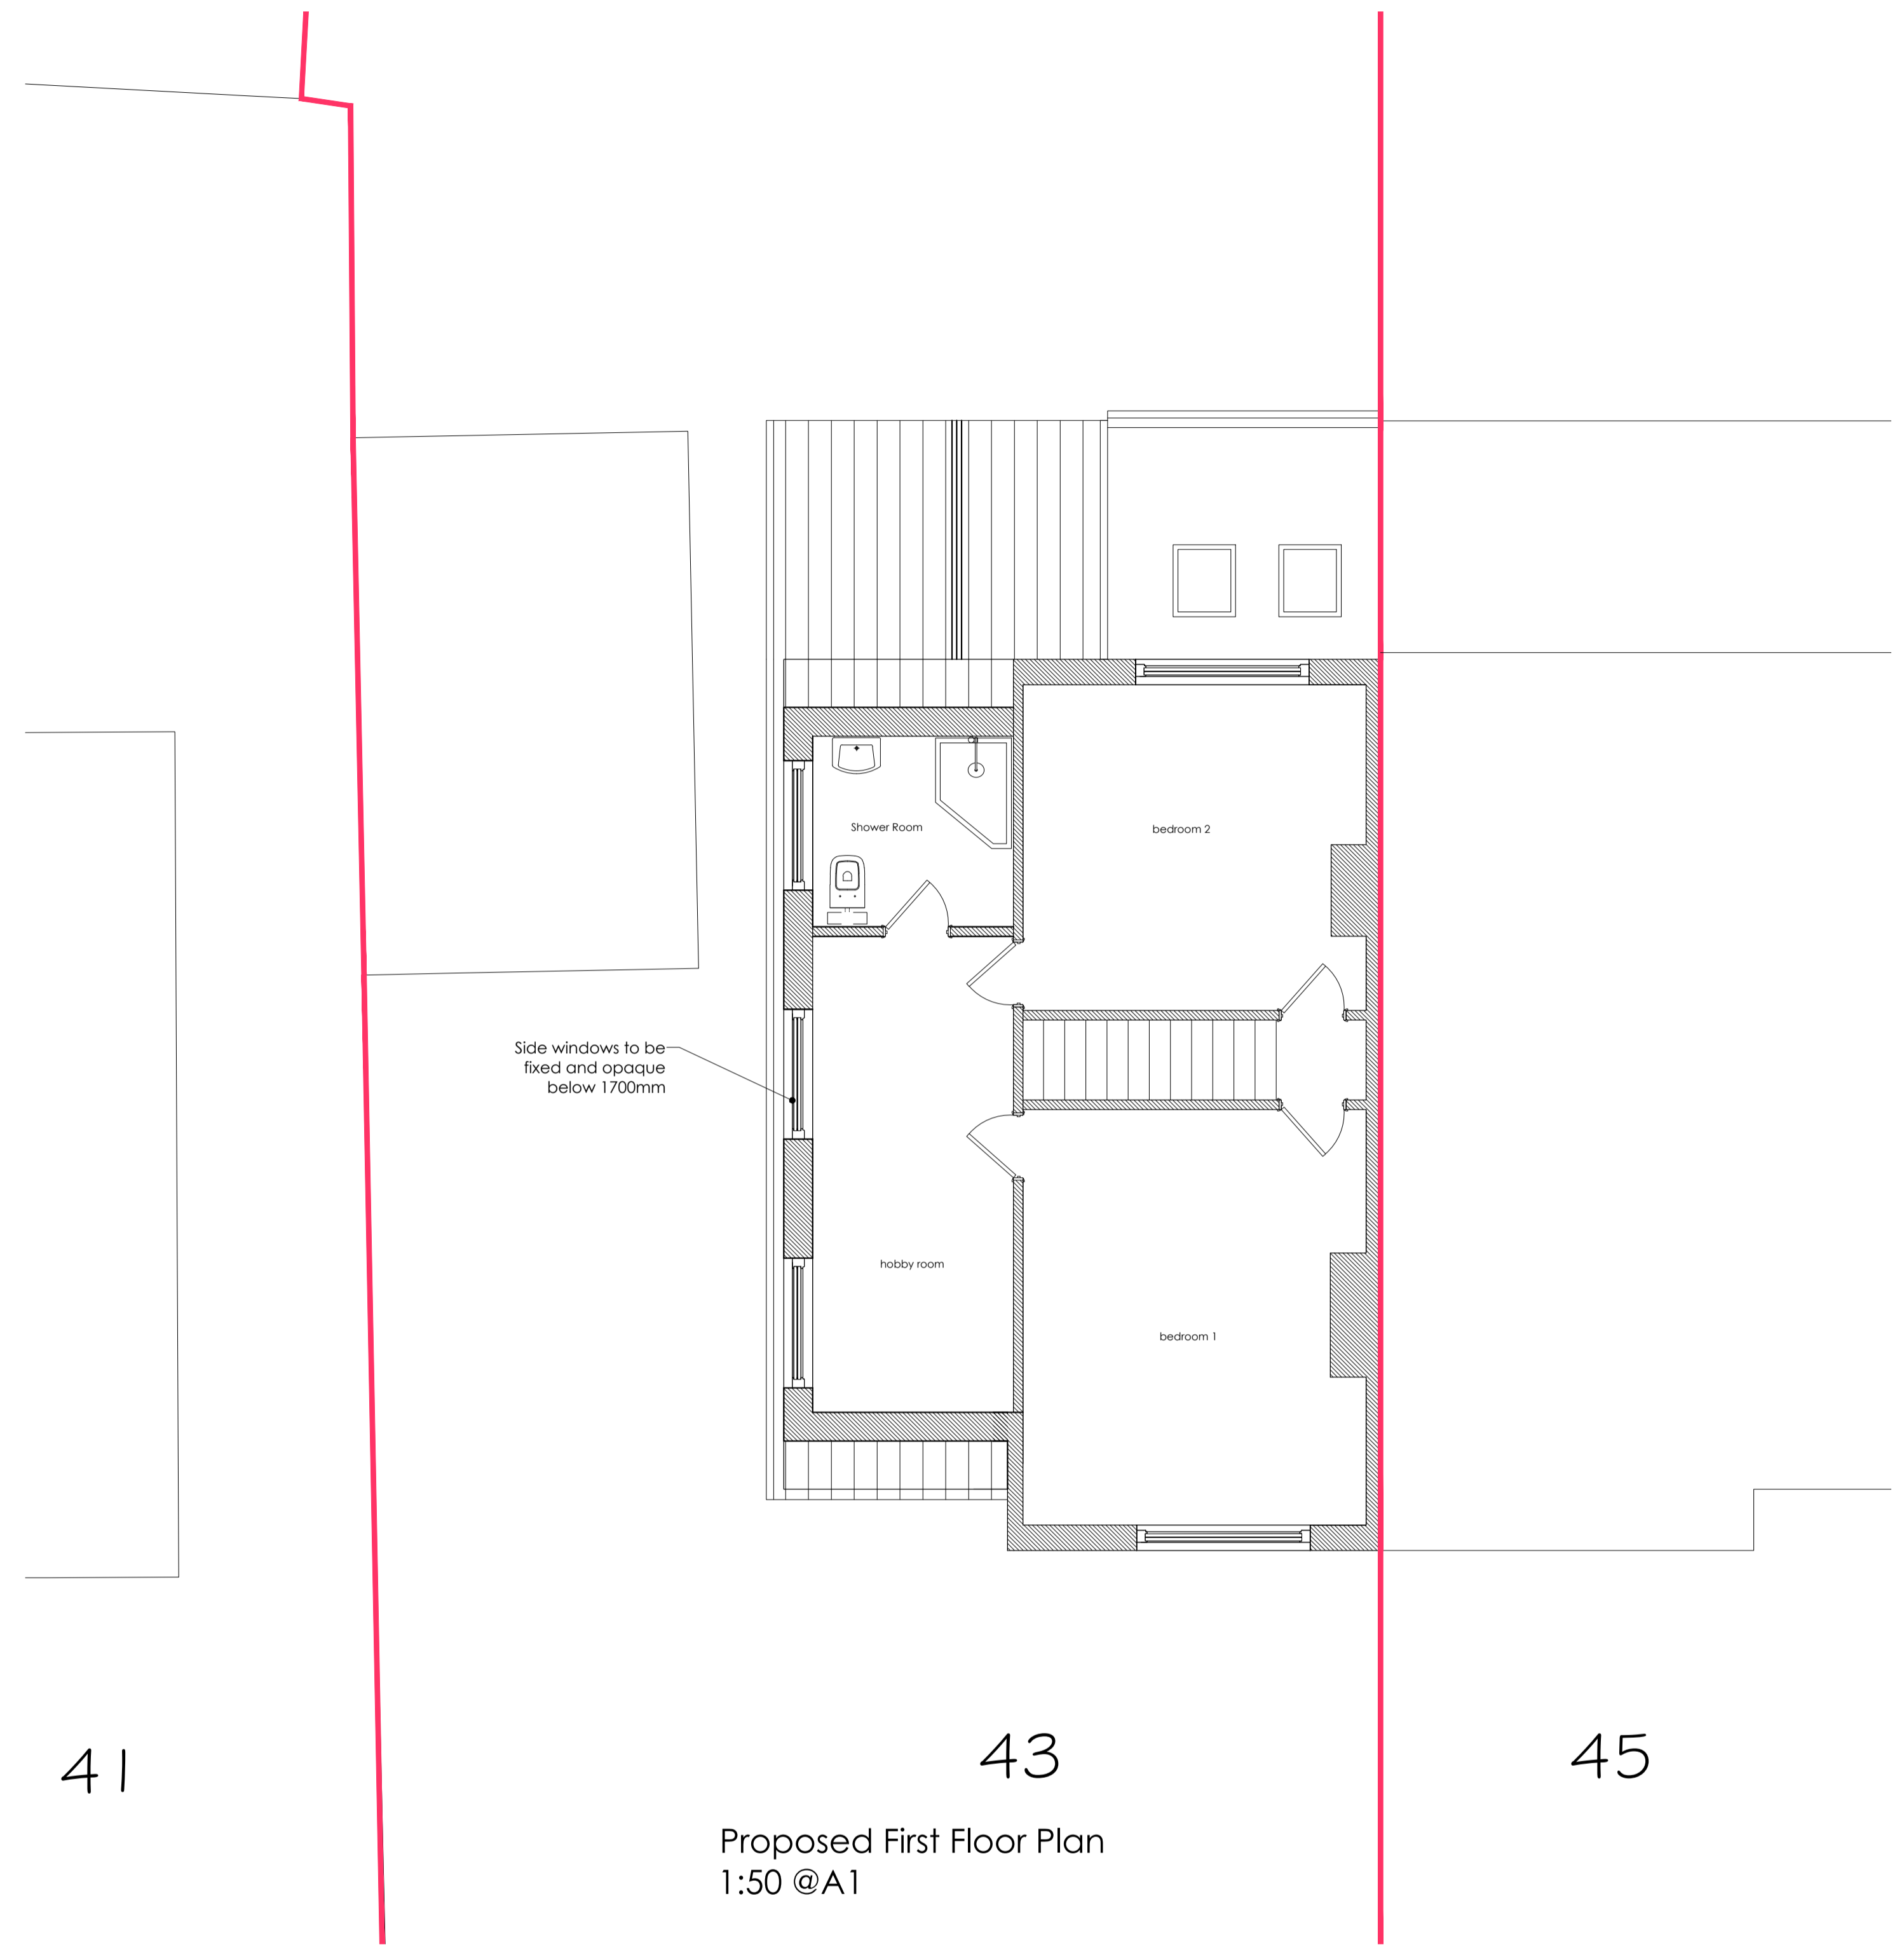 Shower Room
bedroom 2
Side windows to be
fixed and opaque
below 1700mm
hobby room
bedroom 1
41
43
45
Proposed First Floor Plan
1:50 @A1